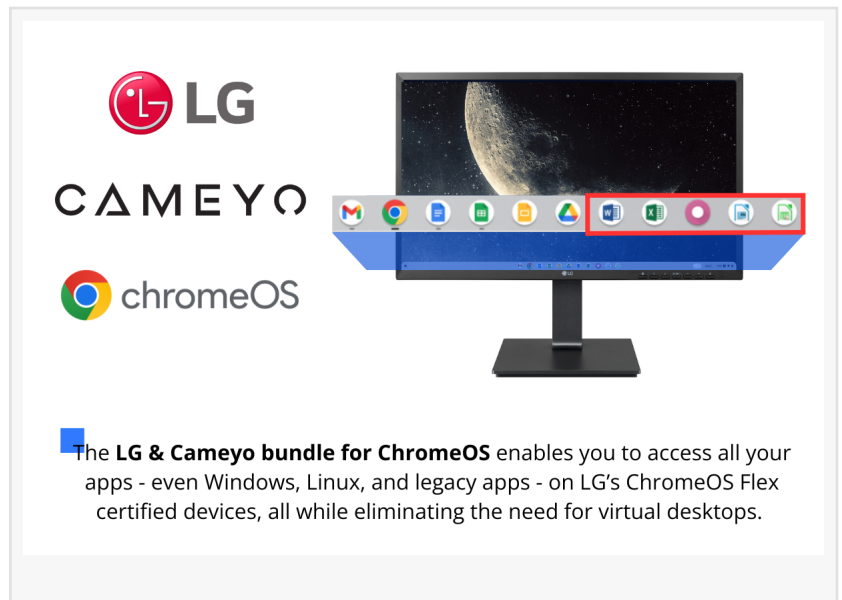 LG
CAMEYO
chromeOS
LG
The LG & Cameyo bundle for ChromeOS enables you to access all your
apps - even Windows, Linux, and legacy apps - on LG’s ChromeOS Flex
certified devices, all while eliminating the need for virtual desktops.